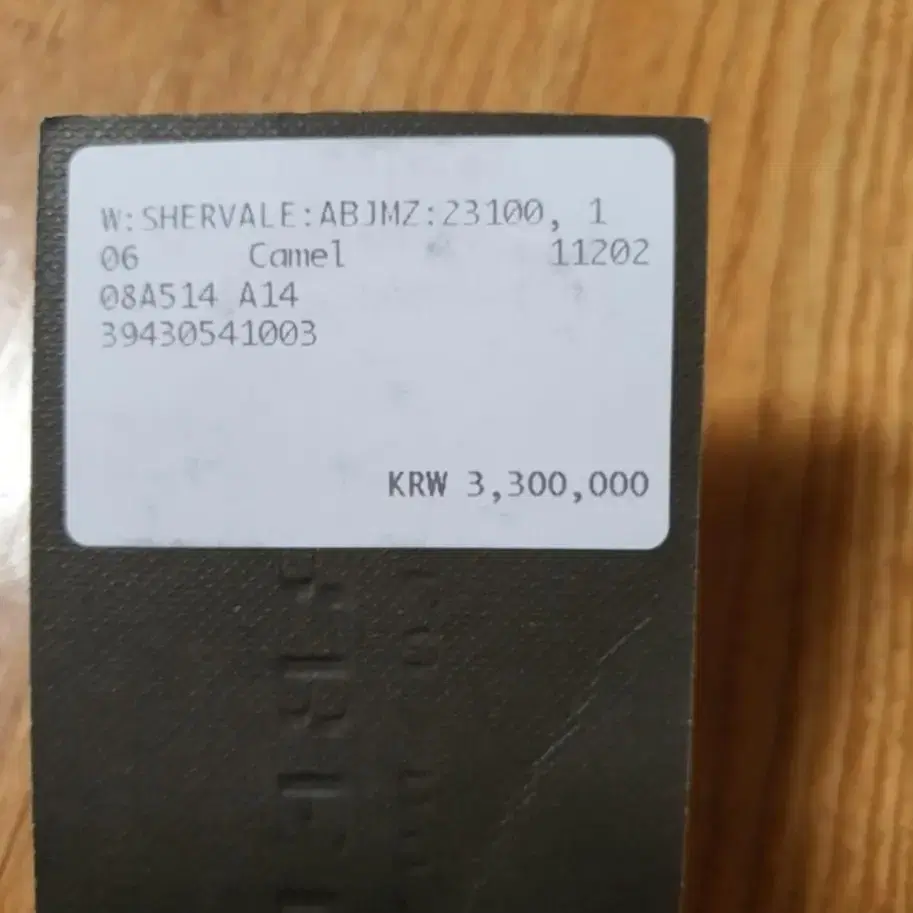 W:SHERVALE:ABJMZ:23100, 1
06 Camel 11202
08A514 A14
39430541003
KRW 3,300,000